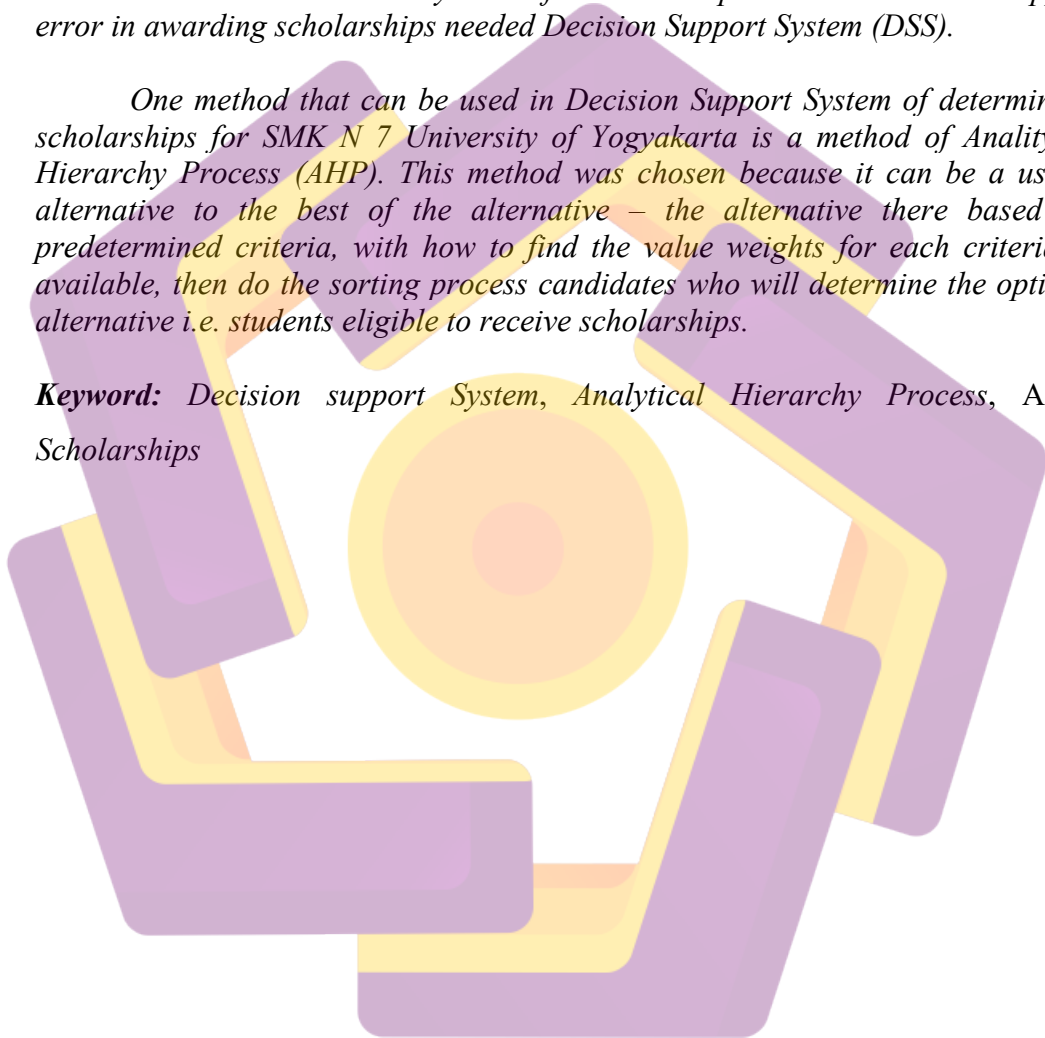 error in awarding scholarships needed Decision Support System (DSS).
One method that can be used in Decision Support System of determin
scholarships for SMK N 7 University of Yogyakarta is a method of Anality
Hierarchy Process (AHP). This method was chosen because it can be a us
alternative to the best of the alternative – the alternative there based
predetermined criteria, with how to find the value weights for each criteria
available, then do the sorting process candidates who will determine the opti
alternative i.e. students eligible to receive scholarships.
Keyword: Decision support System, Analytical Hierarchy Process, A
Scholarships